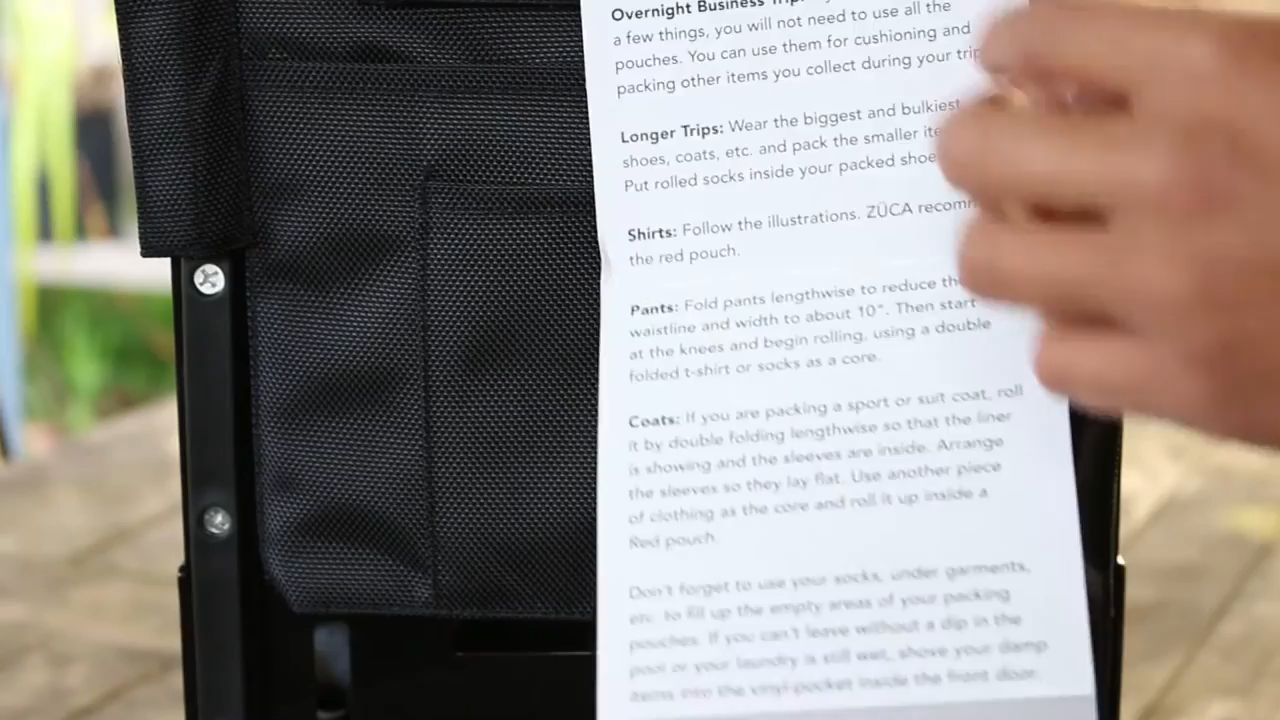 Overnight Business Trip
a few things, you will not need to use all the
pouches. You can use them for cushioning and
packing other items you collect during your trip
Longer Trips: Wear the biggest and bulkiest
shoes, coats, etc. and pack the smaller
Put rolled socks inside your packed
Shirts: Follow the illustrations. ZÜCA
the red pouch.
Pants: Fold pants lengthwise to reduce the
waistline and width to about 10". Then start
at the knees and begin rolling, using a double
folded t-shirt or socks as a core.
Coats: If you are packing a sport or suit coat, roll
it by double folding lengthwise so that the liner
is showing and the sleeves are inside. Arrange
the sleeves so they lay flat. Use another piece
of clothing as the core and roll it up inside a
Red pouch.
Don't forget to use your socks, under garments,
etc. to fill up the empty areas of your packing
pouches. If you can't leave without a dip in the
pool or your laundry is still wet, shove your damp
items into the vinyl pocket inside the front door.